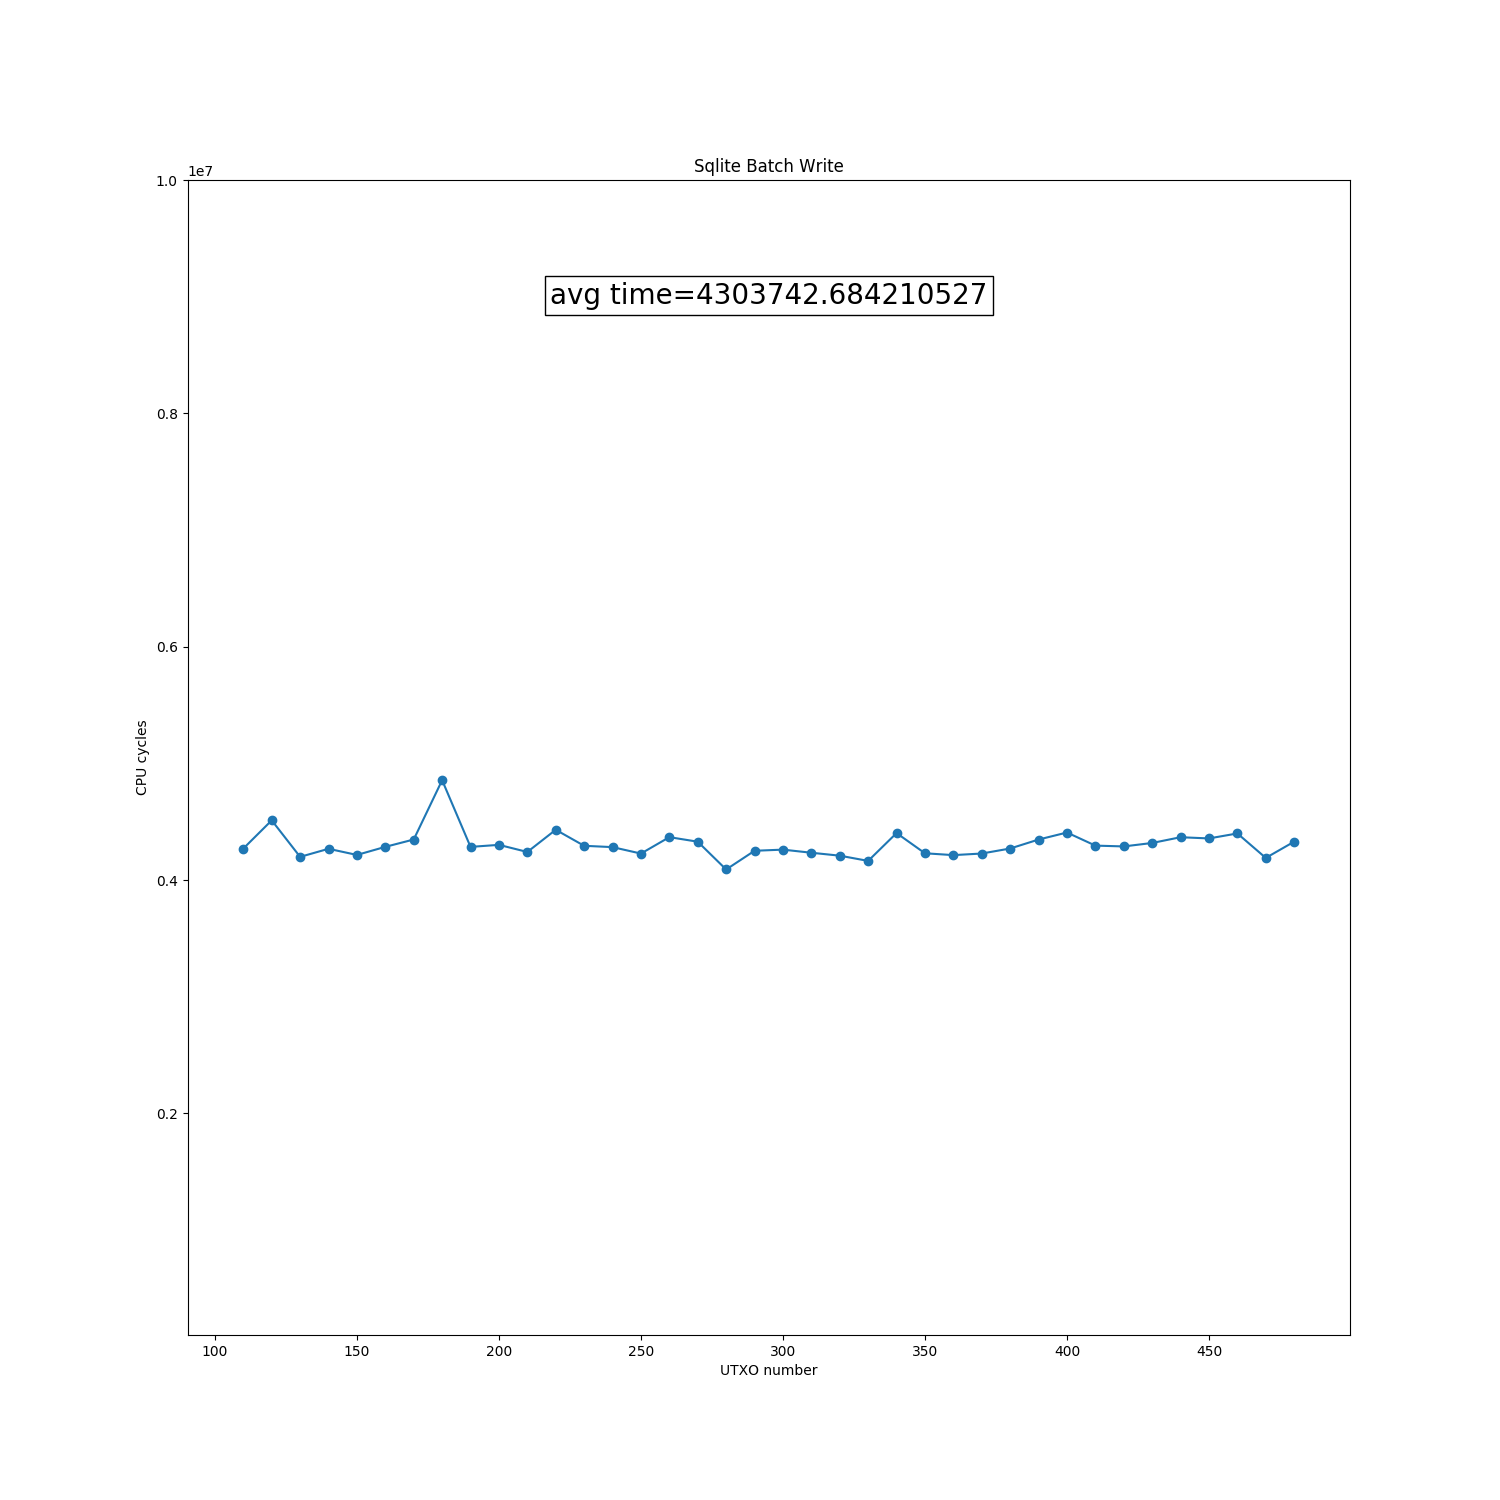 Sqlite Batch Write
1e7
1.0
avg time=4303742.684210527
0.8
0.6
CPU cycles
0.4
0.2
100 150 200 250 300 350 400 450
UTXO number